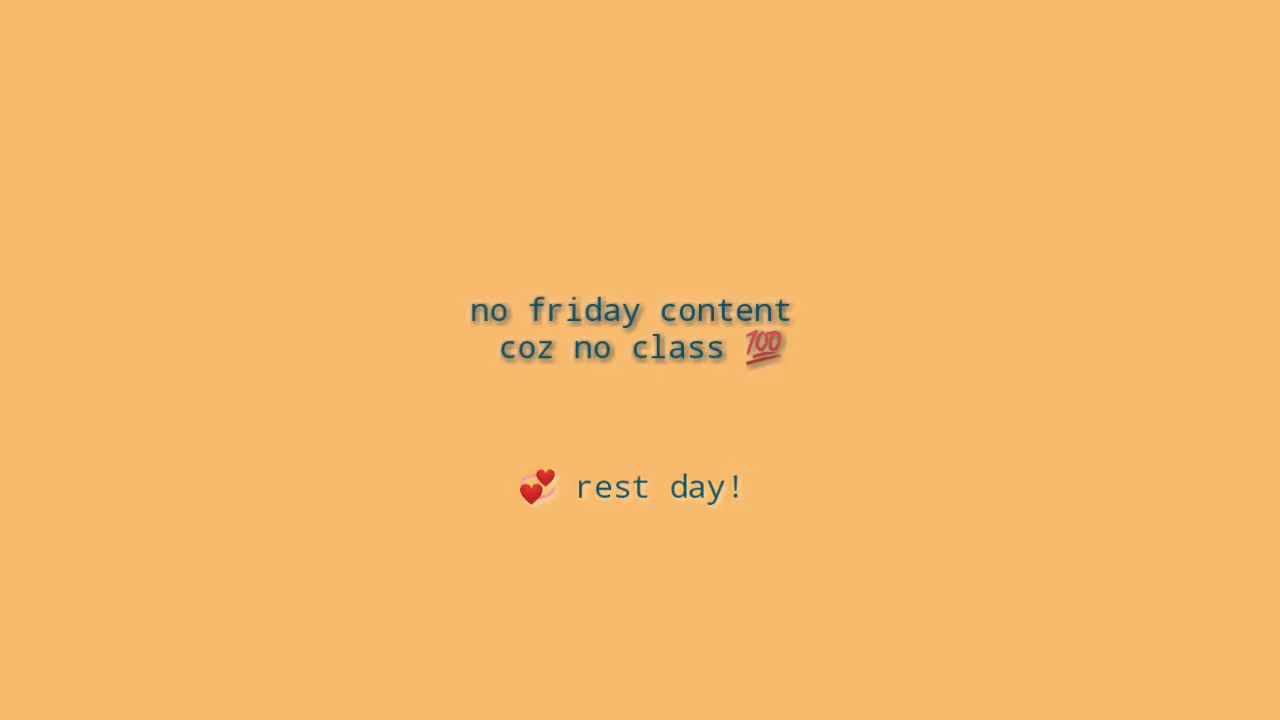 no friday content
coz no class 💯
💞 rest day!